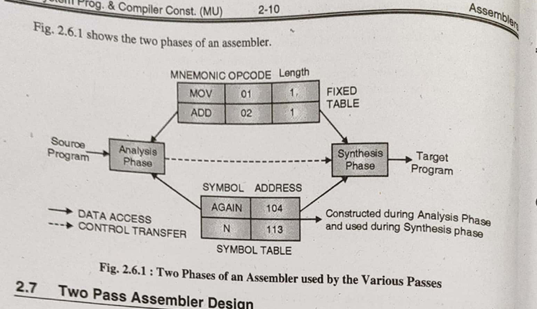 Prog. & Compiler Const. (MU) 2-10 Assemblers
Fig. 2.6.1 shows the two phases of an assembler.
MNEMONIC OPCODE Length
MOV 01 1,
FIXED
TABLE
ADD 02 1
Source
Program
Analysis
Phase
Synthesis
Phase
Target
Program
SYMBOL ADDRESS
AGAIN 104
N 113
SYMBOL TABLE
Constructed during Analysis Phase
and used during Synthesis phase
DATA ACCESS
CONTROL TRANSFER
Fig. 2.6.1 : Two Phases of an Assembler used by the Various Passes
2.7 Two Pass Assembler Design